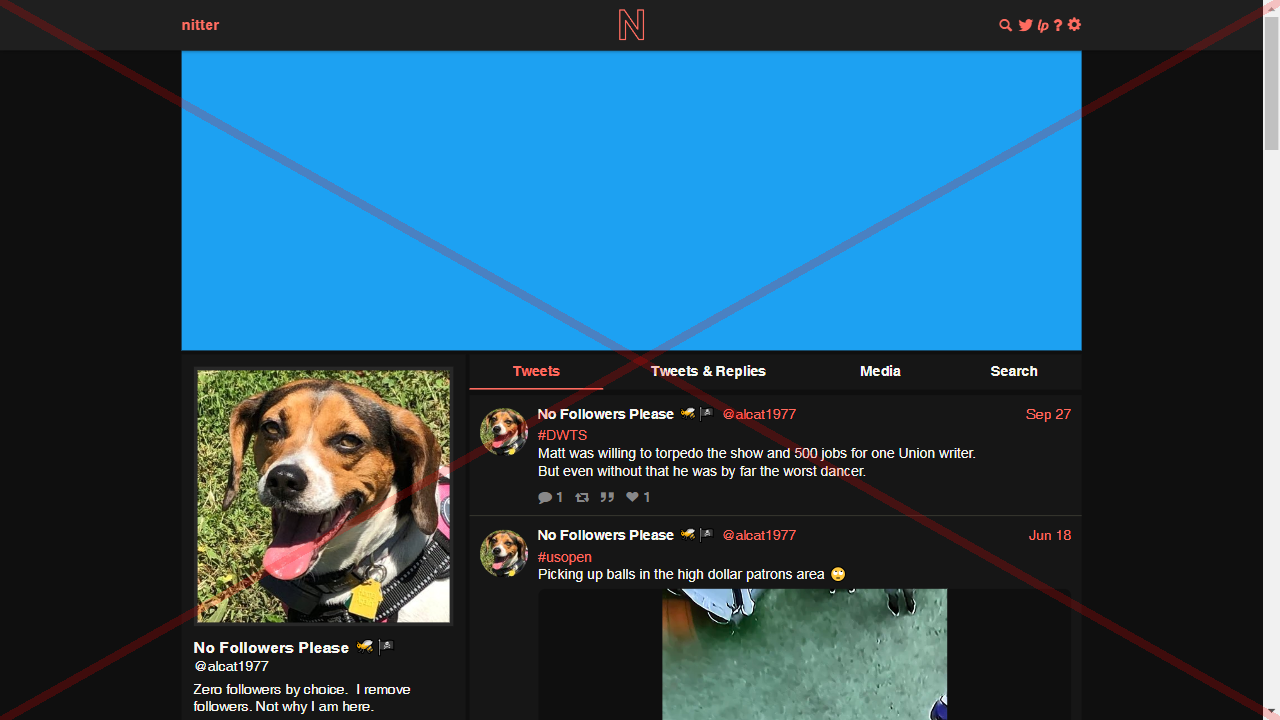 nitter
N
lp ?
Tweets Tweets & Replies Media Search
No Followers Please @alcat1977 Sep 27
#DWTS
Matt was willing to torpedo the show and 500 jobs for one Union writer.
But even without that he was by far the worst dancer.
1 1
No Followers Please @alcat1977 Jun 18
#usopen
Picking up balls in the high dollar patrons area 🙄
No Followers Please
@alcat1977
Zero followers by choice.  I remove
followers. Not why I am here.